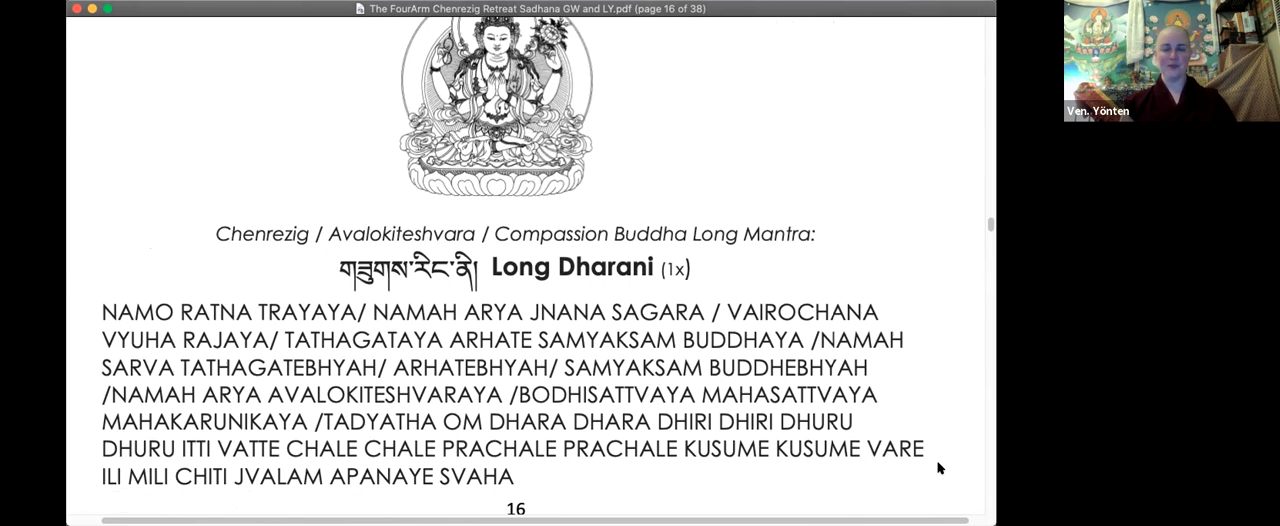 The FourArm Chenrezig Retreat Sadhana GW and LY.pdf (page 16 of 38)
Ven. Yönten
Chenrezig / Avalokiteshvara / Compassion Buddha Long Mantra:
གཟུགས་རིང་ནི། Long Dharani (1x)
NAMO RATNA TRAYAYA/ NAMAH ARYA JNANA SAGARA / VAIROCHANA
VYUHA RAJAYA/ TATHAGATAYA ARHATE SAMYAKSAM BUDDHAYA /NAMAH
SARVA TATHAGATEBHYAH/ ARHATEBHYAH/ SAMYAKSAM BUDDHEBHYAH
/NAMAH ARYA AVALOKITESHVARAYA /BODHISATTVAYA MAHASATTVAYA
MAHAKARUNIKAYA /TADYATHA OM DHARA DHARA DHIRI DHIRI DHURU
DHURU ITTI VATTE CHALE CHALE PRACHALE PRACHALE KUSUME KUSUME VARE
ILI MILI CHITI JVALAM APANAYE SVAHA
16